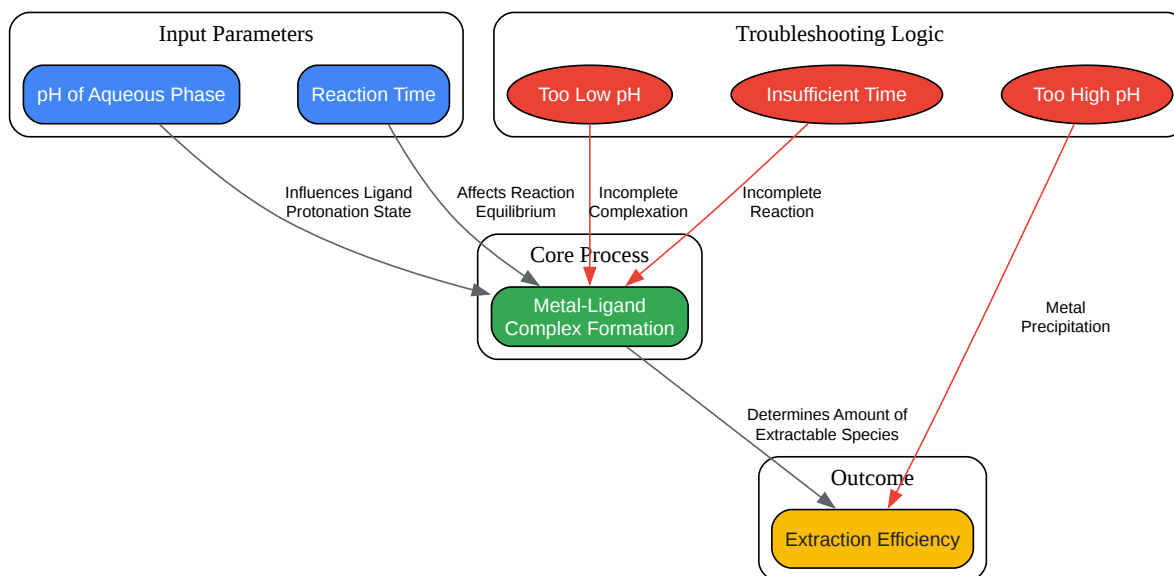 Input Parameters
Troubleshooting Logic
pH of Aqueous Phase
Reaction Time
Too Low pH
Insufficient Time
Too High pH
Influences Ligand
Protonation State
Affects Reaction
Equilibrium
Incomplete
Complexation
Incomplete
Reaction
Core Process
Metal-Ligand
Complex Formation
Metal
Precipitation
Determines Amount of
Extractable Species
Outcome
Extraction Efficiency